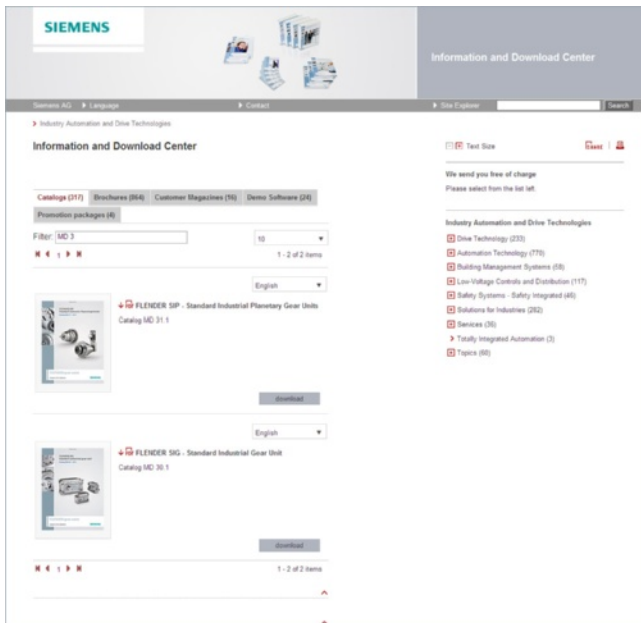 SIEMENS
Information and Download Center
Siemens AG
Language
Contact
Site Explorer
Search
Industry Automation and Drive Technologies
Information and Download Center
Text Size
We send you free of charge
Please select from the list left.
Catalogs (317)
Brochures (864)
Customer Magazines (16)
Demo Software (24)
Promotion packages (4)
Filter: MD 3
10
1
1 - 2 of 2 items
English
PDF FLENDER SIP - Standard Industrial Planetary Gear Units
Catalog MD 31.1
download
English
PDF FLENDER SIG - Standard Industrial Gear Unit
Catalog MD 30.1
download
1
1 - 2 of 2 items
Industry Automation and Drive Technologies
Drive Technology (233)
Automation Technology (770)
Building Management Systems (58)
Low-Voltage Controls and Distribution (117)
Safety Systems - Safety Integrated (46)
Solutions for Industries (262)
Services (36)
Totally Integrated Automation (3)
Topics (60)